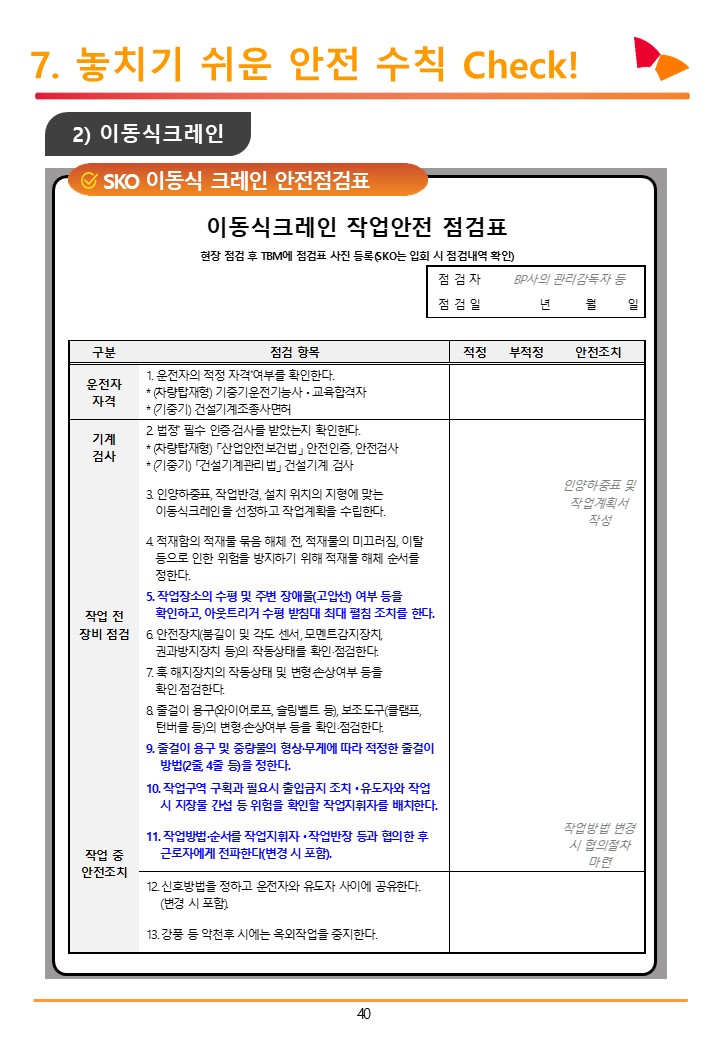 7. 놓치기 쉬운 안전 수칙 Check!
2) 이동식크레인
SKO 이동식 크레인 안전점검표
이동식크레인 작업안전 점검표
현장 점검 후 TBM에 점검표 사진 등록(SKO는 입회 시 점검내역 확인)
점 검 자 BP사의 관리감독자 등
점 검 일 년 월 일
구분 점검 항목 적정 부적정 안전조치
운전자
자격
1. 운전자의 적정 자격*여부를 확인한다.
* (차량탑재형) 기중기운전기능사・교육합격자
* (기중기) 건설기계조종사면허
기계
검사
2. 법정* 필수 인증·검사를 받았는지 확인한다.
* (차량탑재형) 「산업안전보건법」 안전인증, 안전검사
* (기중기) 「건설기계관리법」 건설기계 검사
작업 전
장비 점검
3. 인양하중표, 작업반경, 설치 위치의 지형에 맞는
이동식크레인을 선정하고 작업계획을 수립한다.
인양하중표 및
작업계획서
작성
4. 적재함의 적재물 묶음 해체 전, 적재물의 미끄러짐, 이탈
등으로 인한 위험을 방지하기 위해 적재물 해체 순서를
정한다.
5. 작업장소의 수평 및 주변 장애물(고압선) 여부 등을
확인하고, 아웃트리거 수평 받침대 최대 펼침 조치를 한다.
6. 안전장치(붐길이 및 각도 센서, 모멘트감지장치,
권과방지장치 등)의 작동상태를 확인·점검한다.
7. 훅 해지장치의 작동상태 및 변형·손상여부 등을
확인·점검한다.
8. 줄걸이 용구(와이어로프, 슬링벨트 등), 보조도구(클램프,
턴버클 등)의 변형·손상여부 등을 확인·점검한다.
9. 줄걸이 용구 및 중량물의 형상·무게에 따라 적정한 줄걸이
방법(2줄, 4줄 등)을 정한다.
작업 중
안전조치
10. 작업구역 구획과 필요시 출입금지 조치・유도자와 작업
시 지장물 간섭 등 위험을 확인할 작업지휘자를 배치한다.
11. 작업방법·순서를 작업지휘자・작업반장 등과 협의한 후
근로자에게 전파한다(변경 시 포함).
작업방법 변경
시 협의절차
마련
12. 신호방법을 정하고 운전자와 유도자 사이에 공유한다.
(변경 시 포함).
13. 강풍 등 악천후 시에는 옥외작업을 중지한다.
40